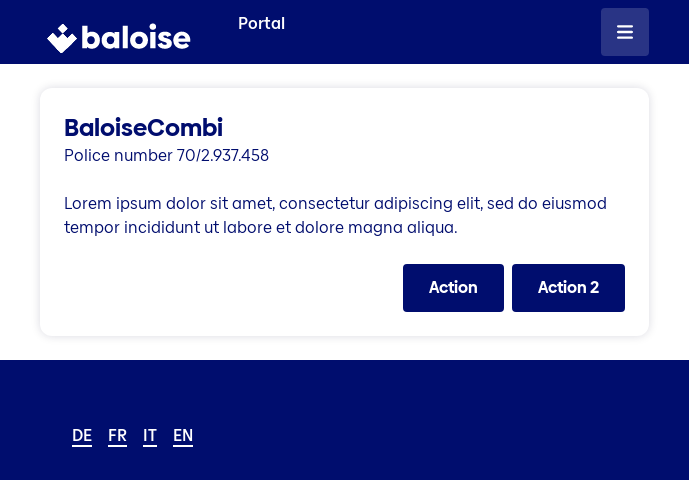 baloise
Portal
BaloiseCombi
Police number 70/2.937.458
Lorem ipsum dolor sit amet, consectetur adipiscing elit, sed do eiusmod
tempor incididunt ut labore et dolore magna aliqua.
Action Action 2
DE FR IT EN